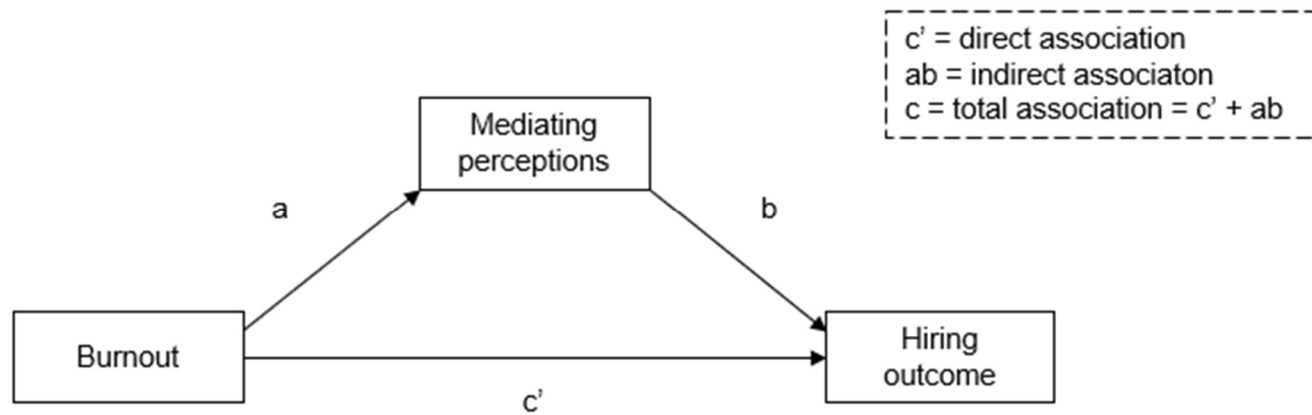 c’ = direct association
ab = indirect associaton
c = total association = c’ + ab
Mediating
perceptions
a
b
Burnout
Hiring
outcome
c’